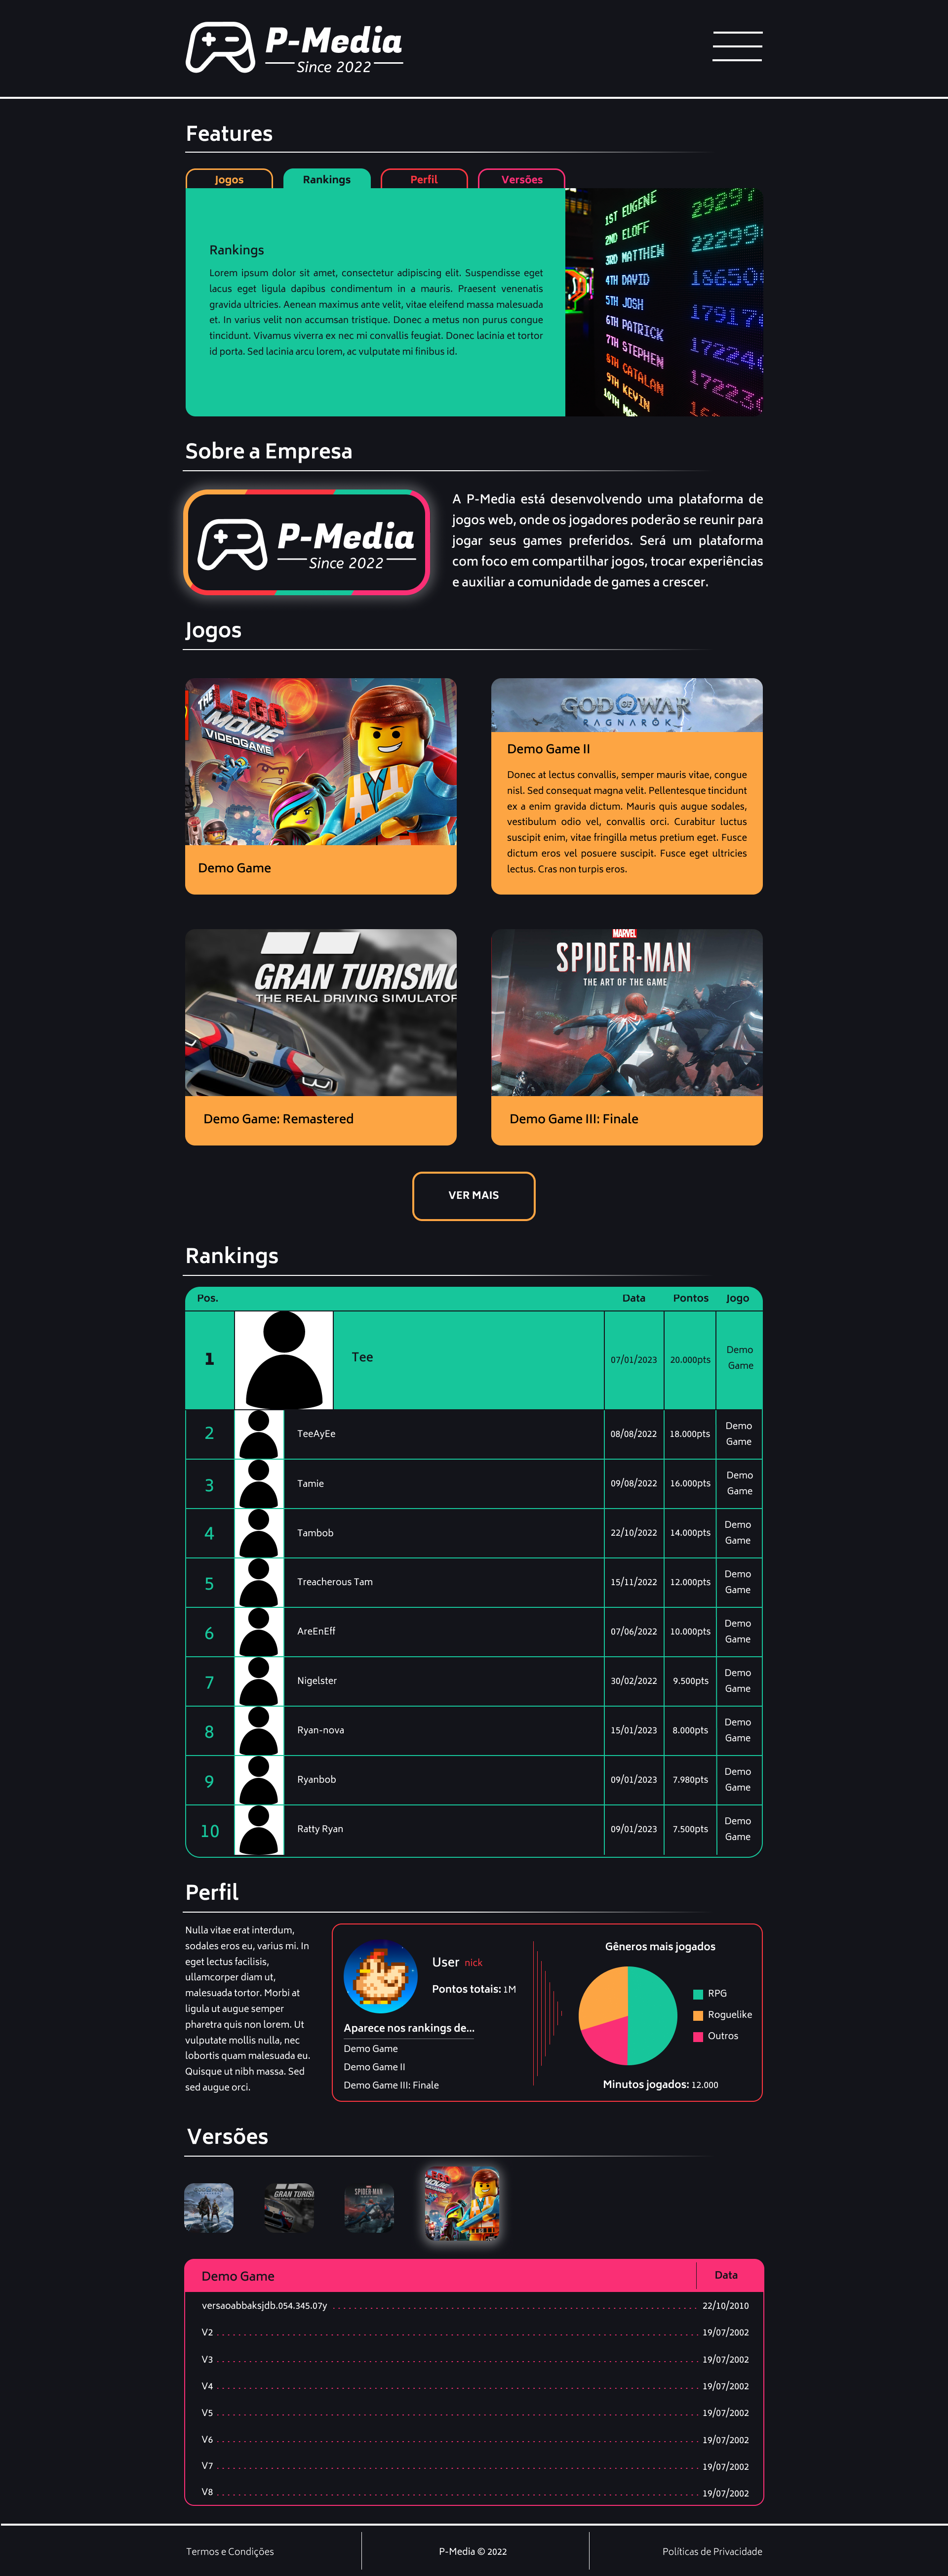 P-Media
Since 2022
Features
Jogos
Rankings
Perfil
Versões
Rankings
Lorem ipsum dolor sit amet, consectetur adipiscing elit. Suspendisse eget
lacus eget ligula dapibus condimentum in a mauris. Praesent venenatis
gravida ultricies. Aenean maximus ante velit, vitae eleifend massa malesuada
et. In varius velit non accumsan tristique. Donec a metus non purus congue
tincidunt. Vivamus viverra ex nec mi convallis feugiat. Donec lacinia et tortor
id porta. Sed lacinia arcu lorem, ac vulputate mi finibus id.
1ST EUGENE
2ND ELOFF
3RD MATTHEW
4TH DAVID
5TH JOSH
6TH PATRICK
7TH STEPHEN
8TH CATALAN
9TH KEVIN
10TH
29297
22299
18650
17917
17224
17223
Sobre a Empresa
P-Media
Since 2022
A P-Media está desenvolvendo uma plataforma de
jogos web, onde os jogadores poderão se reunir para
jogar seus games preferidos. Será um plataforma
com foco em compartilhar jogos, trocar experiências
e auxiliar a comunidade de games a crescer.
Jogos
THE LEGO
MOVIE
VIDEOGAME
Demo Game
GOD OF WAR
RAGNARÖK
Demo Game II
Donec at lectus convallis, semper mauris vitae, congue
nisl. Sed consequat magna velit. Pellentesque tincidunt
ex a enim gravida dictum. Mauris quis augue sodales,
vestibulum odio vel, convallis orci. Curabitur luctus
suscipit enim, vitae fringilla metus pretium eget. Fusce
dictum eros vel posuere suscipit. Fusce eget ultricies
lectus. Cras non turpis eros.
GRAN TURISMO
THE REAL DRIVING SIMULATOR
Demo Game: Remastered
MARVEL
SPIDER-MAN
THE ART OF THE GAME
Demo Game III: Finale
VER MAIS
Rankings
Pos. Data Pontos Jogo
1 Tee 07/01/2023 20.000pts Demo Game
2 TeeAyEe 08/08/2022 18.000pts Demo Game
3 Tamie 09/08/2022 16.000pts Demo Game
4 Tambob 22/10/2022 14.000pts Demo Game
5 Treacherous Tam 15/11/2022 12.000pts Demo Game
6 AreEnEff 07/06/2022 10.000pts Demo Game
7 Nigelster 30/02/2022 9.500pts Demo Game
8 Ryan-nova 15/01/2023 8.000pts Demo Game
9 Ryanbob 09/01/2023 7.980pts Demo Game
10 Ratty Ryan 09/01/2023 7.500pts Demo Game
Perfil
Nulla vitae erat interdum,
sodales eros eu, varius mi. In
eget lectus facilisis,
ullamcorper diam ut,
malesuada tortor. Morbi at
ligula ut augue semper
pharetra quis non lorem. Ut
vulputate mollis nulla, nec
lobortis quam malesuada eu.
Quisque ut nibh massa. Sed
sed augue orci.
User nick
Pontos totais: 1M
Aparece nos rankings de...
Demo Game
Demo Game II
Demo Game III: Finale
Gêneros mais jogados
RPG
Roguelike
Outros
Minutos jogados: 12.000
Versões
GRAN TURIS
SPIDER-MAN
LEGO
MOVIE
Demo Game Data
versaoabbaksjdb.054.345.07y 22/10/2010
V2 19/07/2002
V3 19/07/2002
V4 19/07/2002
V5 19/07/2002
V6 19/07/2002
V7 19/07/2002
V8 19/07/2002
Termos e Condições
P-Media © 2022
Políticas de Privacidade